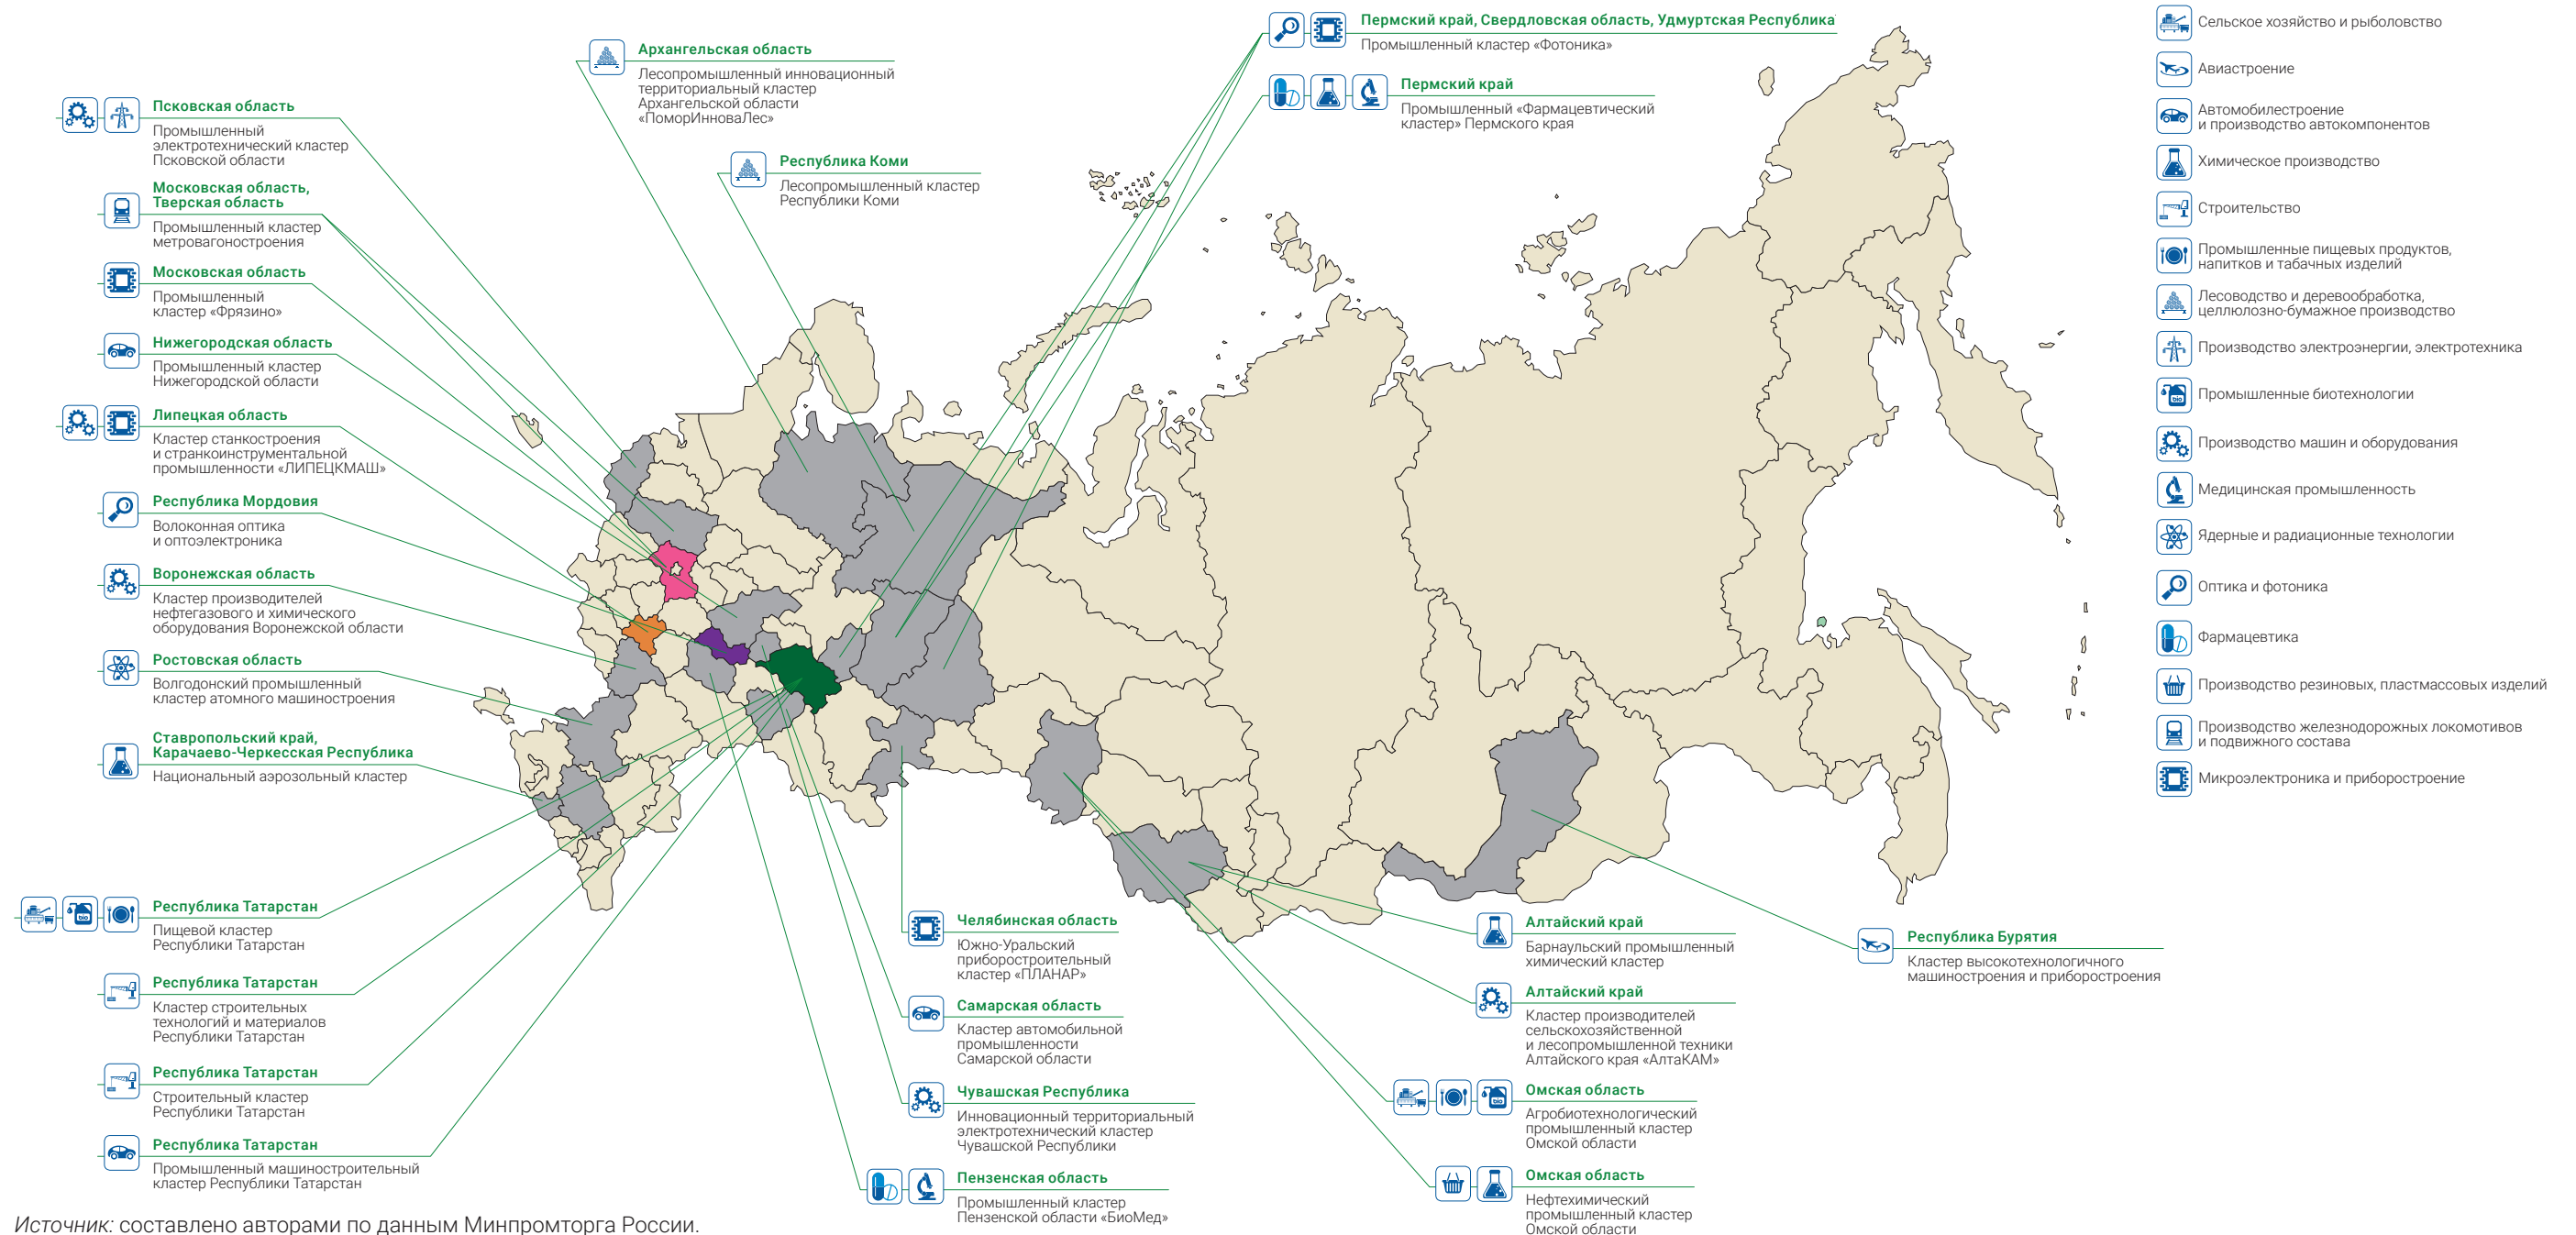 Архангельская область
Лесопромышленный инновационный
территориальный кластер
Архангельской области
«ПоморИнноваЛес»
Республика Коми
Лесопромышленный кластер
Республики Коми
Пермский край, Свердловская область, Удмуртская Республика
Промышленный кластер «Фотоника»
Пермский край
Промышленный «Фармацевтический
кластер» Пермского края
Псковская область
Промышленный
электротехнический кластер
Псковской области
Московская область,
Тверская область
Промышленный кластер
метровагоностроения
Московская область
Промышленный
кластер «Фрязино»
Нижегородская область
Промышленный кластер
Нижегородской области
Липецкая область
Кластер станкостроения
и странкоинструментальной
промышленности «ЛИПЕЦКМАШ»
Республика Мордовия
Волоконная оптика
и оптоэлектроника
Воронежская область
Кластер производителей
нефтегазового и химического
оборудования Воронежской области
Ростовская область
Волгодонский промышленный
кластер атомного машиностроения
Ставропольский край,
Карачаево-Черкесская Республика
Национальный аэрозольный кластер
bio
Республика Татарстан
Пищевой кластер
Республики Татарстан
Республика Татарстан
Кластер строительных
технологий и материалов
Республики Татарстан
Республика Татарстан
Строительный кластер
Республики Татарстан
Республика Татарстан
Промышленный машиностроительный
кластер Республики Татарстан
Челябинская область
Южно-Уральский
приборостроительный
кластер «ПЛАНАР»
Самарская область
Кластер автомобильной
промышленности
Самарской области
Чувашская Республика
Инновационный территориальный
электротехнический кластер
Чувашской Республики
Пензенская область
Промышленный кластер
Пензенской области «БиоМед»
Алтайский край
Барнаульский промышленный
химический кластер
Алтайский край
Кластер производителей
сельскохозяйственной
и лесопромышленной техники
Алтайского края «АлтаКАМ»
bio
Омская область
Агробиотехнологический
промышленный кластер
Омской области
Омская область
Нефтехимический
промышленный кластер
Омской области
Республика Бурятия
Кластер высокотехнологичного
машиностроения и приборостроения
Сельское хозяйство и рыболовство
Авиастроение
Автомобилестроение
и производство автокомпонентов
Химическое производство
Строительство
Промышленные пищевых продуктов,
напитков и табачных изделий
Лесоводство и деревообработка,
целлюлозно-бумажное производство
Производство электроэнергии, электротехника
bio
Промышленные биотехнологии
Производство машин и оборудования
Медицинская промышленность
Ядерные и радиационные технологии
Оптика и фотоника
Фармацевтика
Производство резиновых, пластмассовых изделий
Производство железнодорожных локомотивов
и подвижного состава
Микроэлектроника и приборостроение
Источник: составлено авторами по данным Минпромторга России.